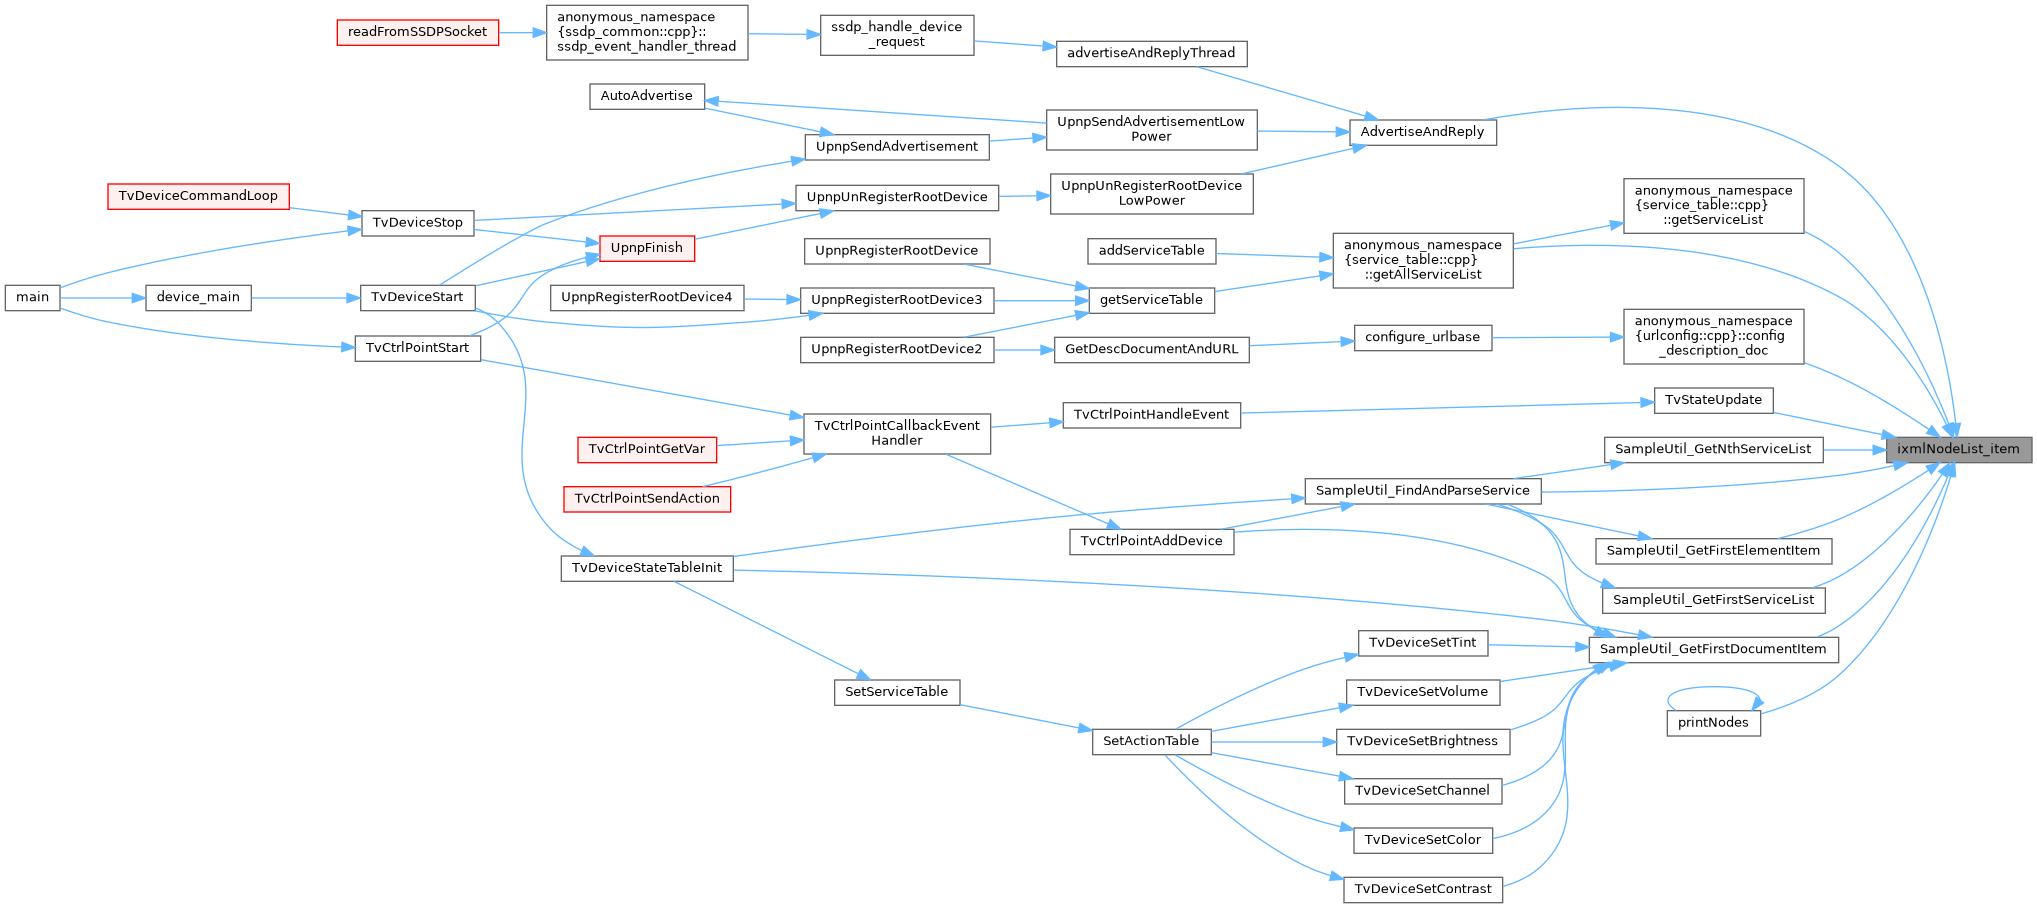 readFromSSDPSocket
anonymous_namespace
{ssdp_common::cpp}::
ssdp_event_handler_thread
ssdp_handle_device
_request
advertiseAndReplyThread
AutoAdvertise
UpnpSendAdvertisement
UpnpSendAdvertisementLow
Power
AdvertiseAndReply
TvDeviceCommandLoop
TvDeviceStop
UpnpUnRegisterRootDevice
UpnpUnRegisterRootDevice
LowPower
anonymous_namespace
{service_table::cpp}
::getServiceList
UpnpFinish
UpnpRegisterRootDevice
addServiceTable
anonymous_namespace
{service_table::cpp}
::getAllServiceList
main
device_main
TvDeviceStart
UpnpRegisterRootDevice4
UpnpRegisterRootDevice3
getServiceTable
TvCtrlPointStart
UpnpRegisterRootDevice2
GetDescDocumentAndURL
configure_urlbase
anonymous_namespace
{urlconfig::cpp}::config
_description_doc
TvStateUpdate
TvCtrlPointCallbackEvent
Handler
TvCtrlPointHandleEvent
TvCtrlPointGetVar
SampleUtil_GetNthServiceList
ixmlNodeList_item
TvCtrlPointSendAction
SampleUtil_FindAndParseService
TvCtrlPointAddDevice
SampleUtil_GetFirstElementItem
TvDeviceStateTableInit
SampleUtil_GetFirstServiceList
TvDeviceSetTint
SampleUtil_GetFirstDocumentItem
SetServiceTable
TvDeviceSetVolume
printNodes
SetActionTable
TvDeviceSetBrightness
TvDeviceSetChannel
TvDeviceSetColor
TvDeviceSetContrast